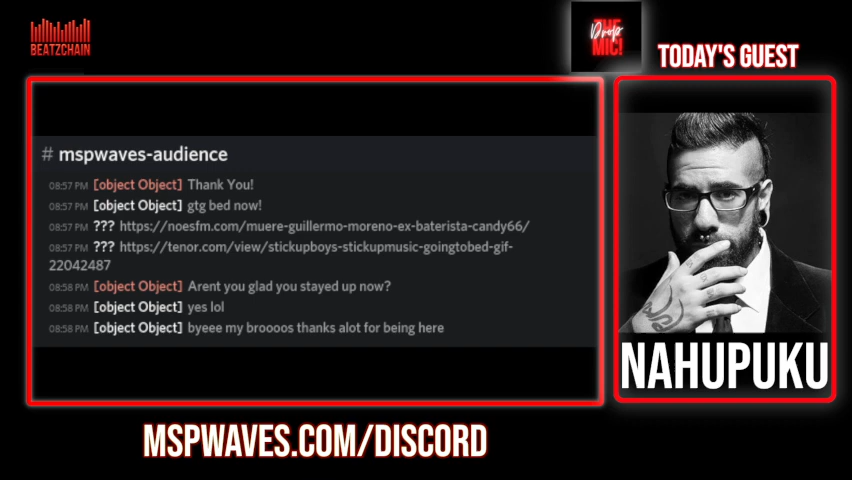 BEATZCHAIN
THE
Drop
MIC!
TODAY'S GUEST
# mspwaves-audience
08:57 PM [object Object] Thank You!
08:57 PM [object Object] gtg bed now!
08:57 PM ??? https://noesfm.com/muere-guillermo-moreno-ex-baterista-candy66/
08:57 PM ??? https://tenor.com/view/stickupboys-stickupmusic-goingtobed-gif-
22042487
08:58 PM [object Object] Arent you glad you stayed up now?
08:58 PM [object Object] yes lol
08:58 PM [object Object] byeee my broooos thanks alot for being here
NAHUPUKU
MSPWAVES.COM/DISCORD